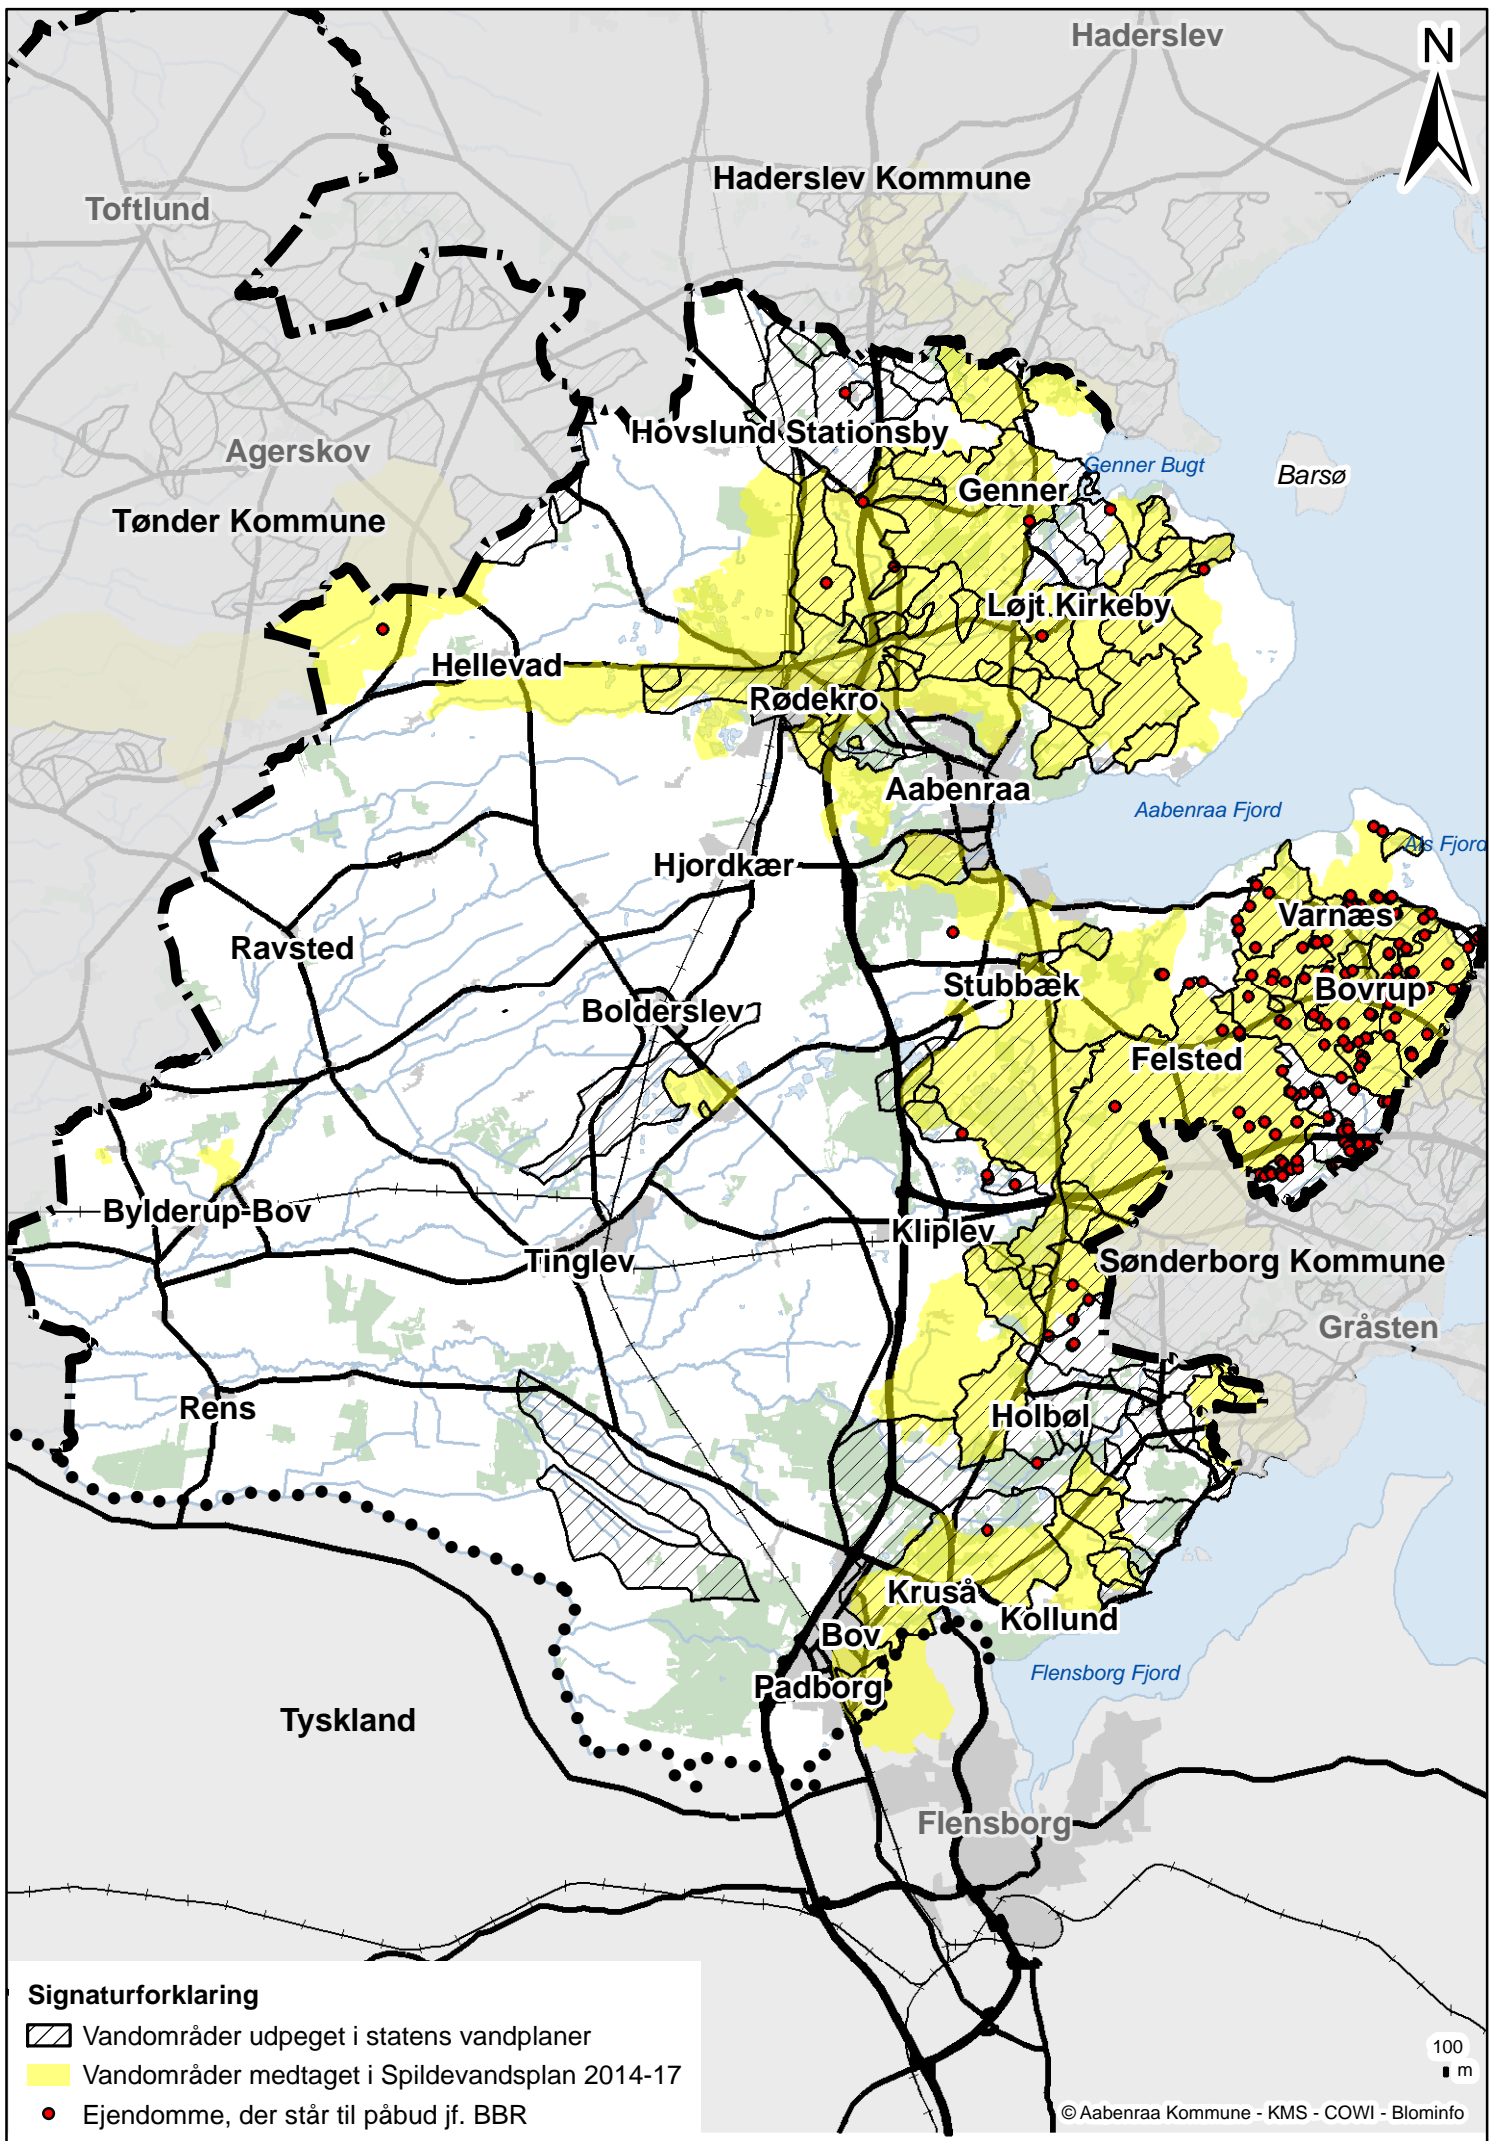 Haderslev
N
Haderslev Kommune
Toftlund
Hovslund Stationsby
Agerskov
Genner Bugt
Barsø
Genner
Tønder Kommune
Løjt Kirkeby
Hellevad
Rødekro
Aabenraa
Aabenraa Fjord
Als Fjord
Hjordkær
Varnæs
Ravsted
Stubbæk
Bovrup
Bolderslev
Felsted
Bylderup-Bov
Kliplev
Tinglev
Sønderborg Kommune
Gråsten
Rens
Holbøl
Kruså
Kollund
Bov
Flensborg Fjord
Padborg
Tyskland
Flensborg
Signaturforklaring
Vandområder udpeget i statens vandplaner
Vandområder medtaget i Spildevandsplan 2014-17
Ejendomme, der står til påbud jf. BBR
100
m
© Aabenraa Kommune - KMS - COWI - Blominfo